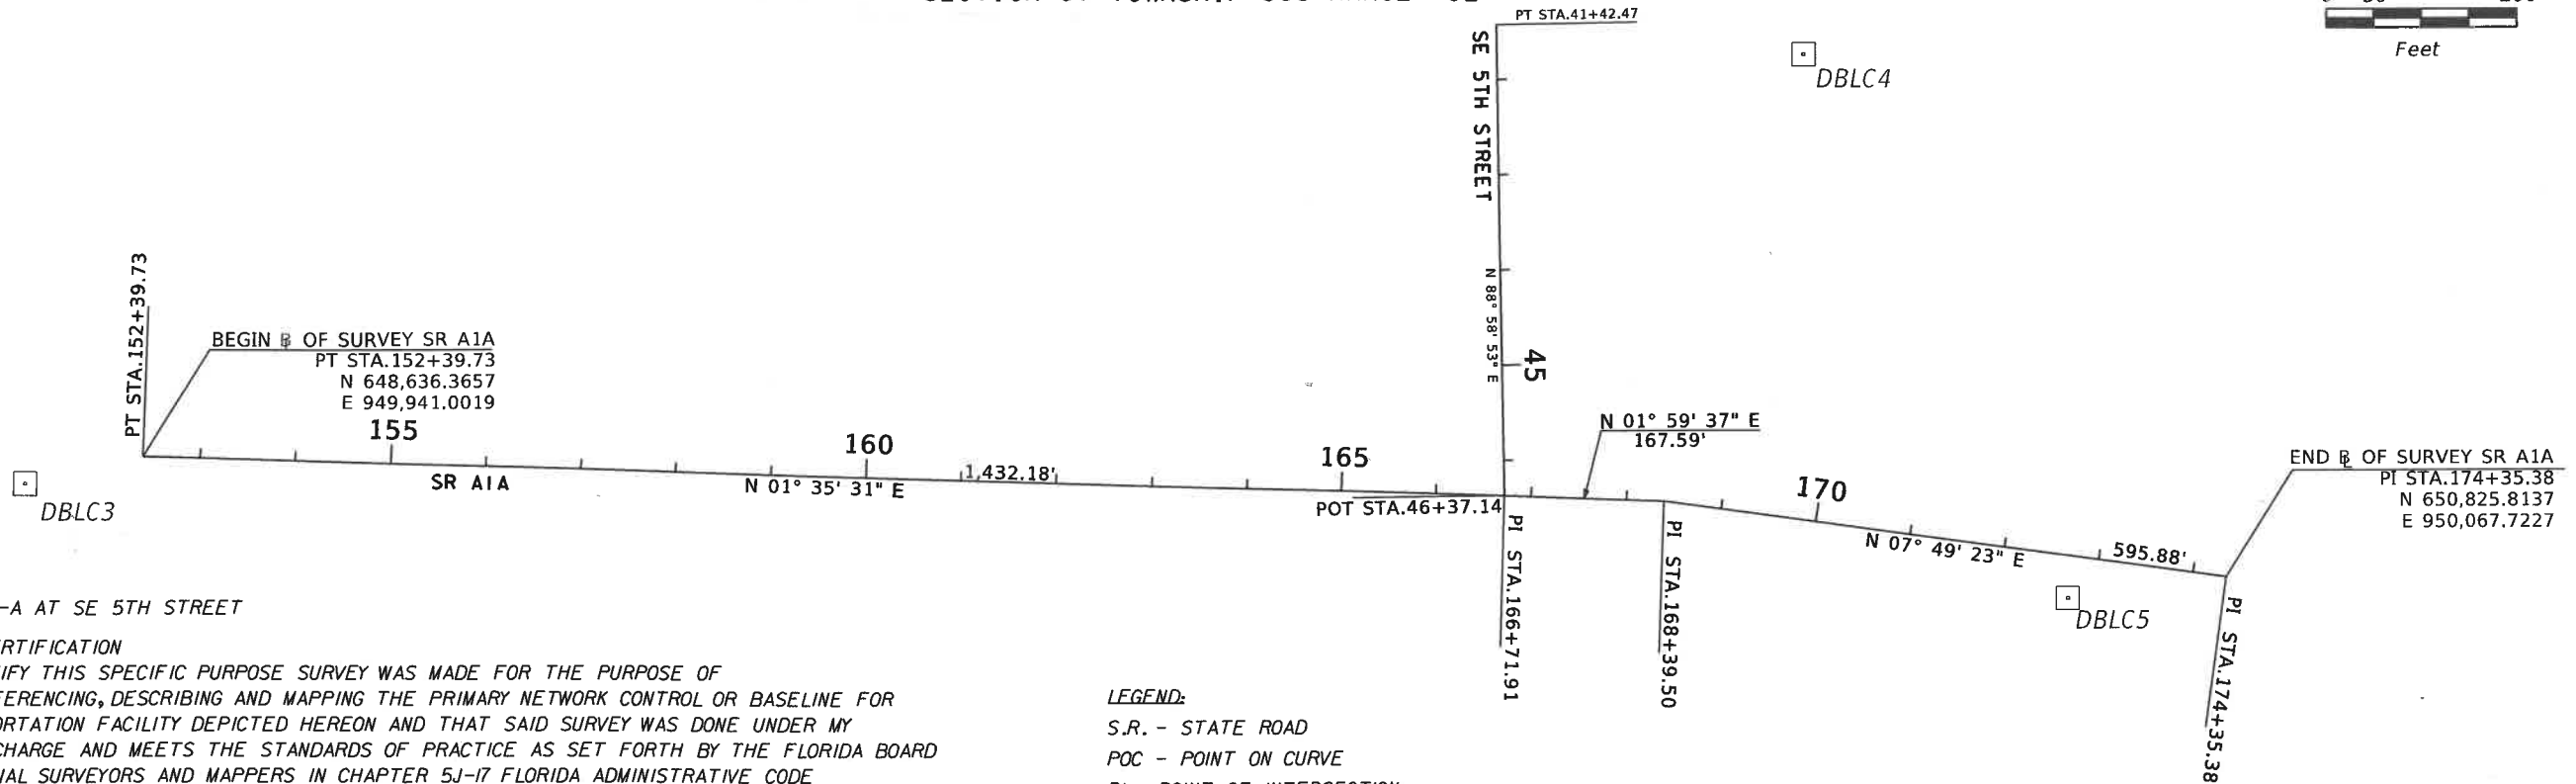 PT STA.41+42.47
Feet
SE 5TH STREET
DBLC4
N 88° 58' 53" E
45
PT STA.152+39.73
BEGIN ℄ OF SURVEY SR A1A
PT STA.152+39.73
N 648,636.3657
E 949,941.0019
155
160
165
170
N 01° 59' 37" E
167.59'
DBLC3
SR A1A
N 01° 35' 31" E
1,432.18'
POT STA.46+37.14
PI STA.166+71.91
PI STA.168+39.50
N 07° 49' 23" E
595.88'
END ℄ OF SURVEY SR A1A
PI STA.174+35.38
N 650,825.8137
E 950,067.7227
DBLC5
PI STA.174+35.38
-A AT SE 5TH STREET
ERTIFICATION
IFY THIS SPECIFIC PURPOSE SURVEY WAS MADE FOR THE PURPOSE OF
FERENCING, DESCRIBING AND MAPPING THE PRIMARY NETWORK CONTROL OR BASELINE FOR
ORTATION FACILITY DEPICTED HEREON AND THAT SAID SURVEY WAS DONE UNDER MY
CHARGE AND MEETS THE STANDARDS OF PRACTICE AS SET FORTH BY THE FLORIDA BOARD
NAL SURVEYORS AND MAPPERS IN CHAPTER 5J-17 FLORIDA ADMINISTRATIVE CODE
LEGEND:
S.R. - STATE ROAD
POC - POINT ON CURVE